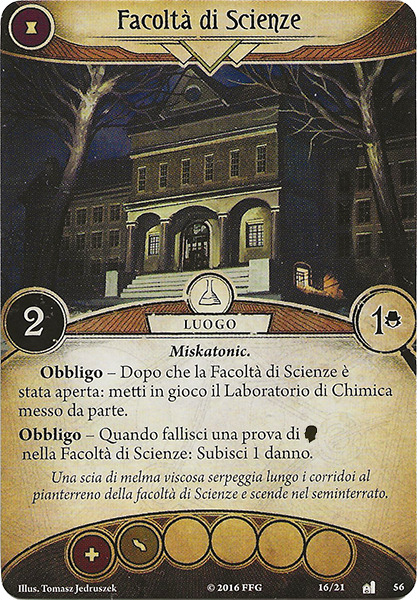 Facoltà di Scienze
2
LUOGO
1
Miskatonic.
Obbligo – Dopo che la Facoltà di Scienze è
stata aperta: metti in gioco il Laboratorio di Chimica
messo da parte.
Obbligo – Quando fallisci una prova di
nella Facoltà di Scienze: Subisci 1 danno.
Una scia di melma viscosa serpeggia lungo i corridoi al
pianterreno della facoltà di Scienze e scende nel seminterrato.
Illus. Tomasz Jedruszek
© 2016 FFG
16/21
56